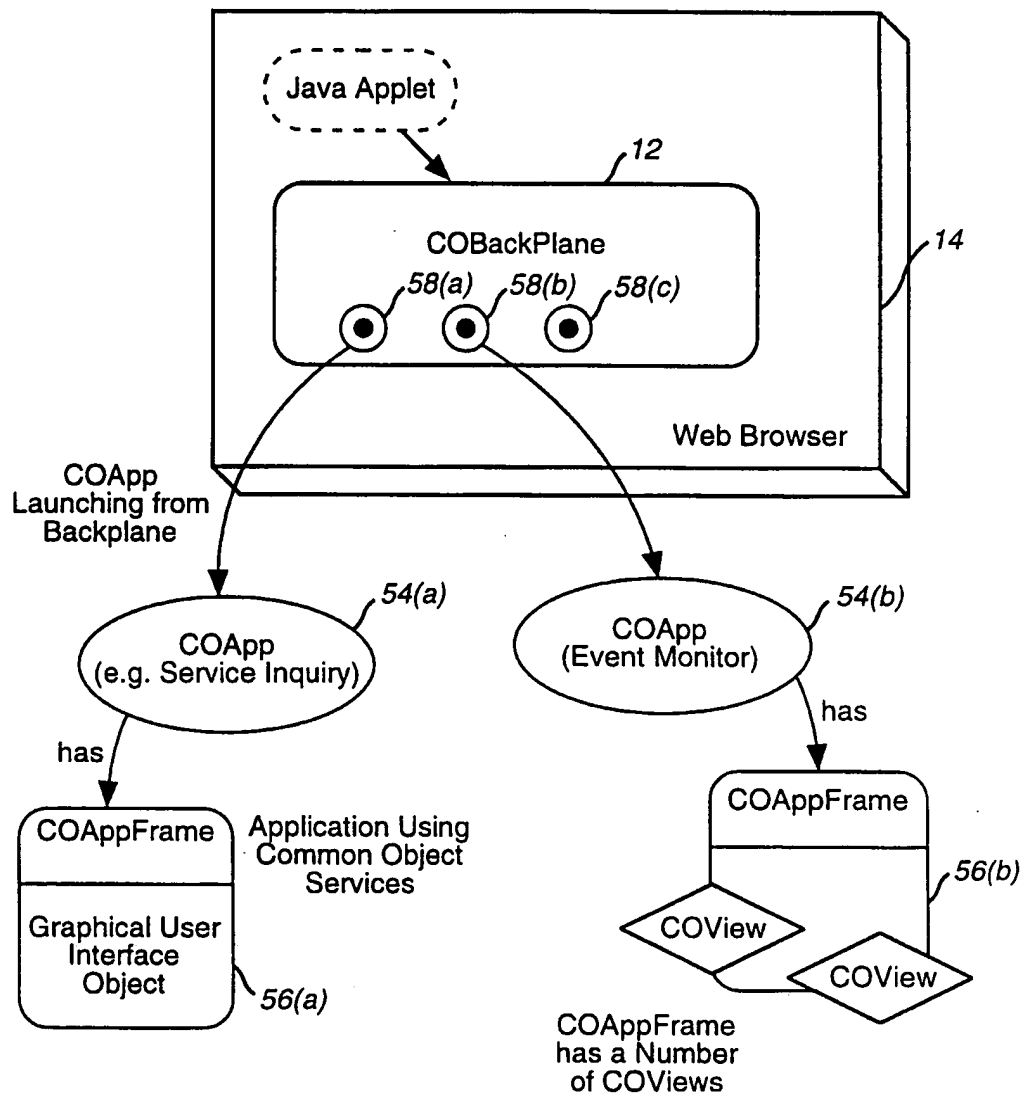 Java Applet
12
COBackPlane
14
58(a)
58(b)
58(c)
Web Browser
COApp
Launching from
Backplane
54(a)
COApp
(e.g. Service Inquiry)
54(b)
COApp
(Event Monitor)
has
has
COAppFrame
Graphical User
Interface
Object
56(a)
Application Using
Common Object
Services
COAppFrame
56(b)
COView
COView
COAppFrame
has a Number
of COViews